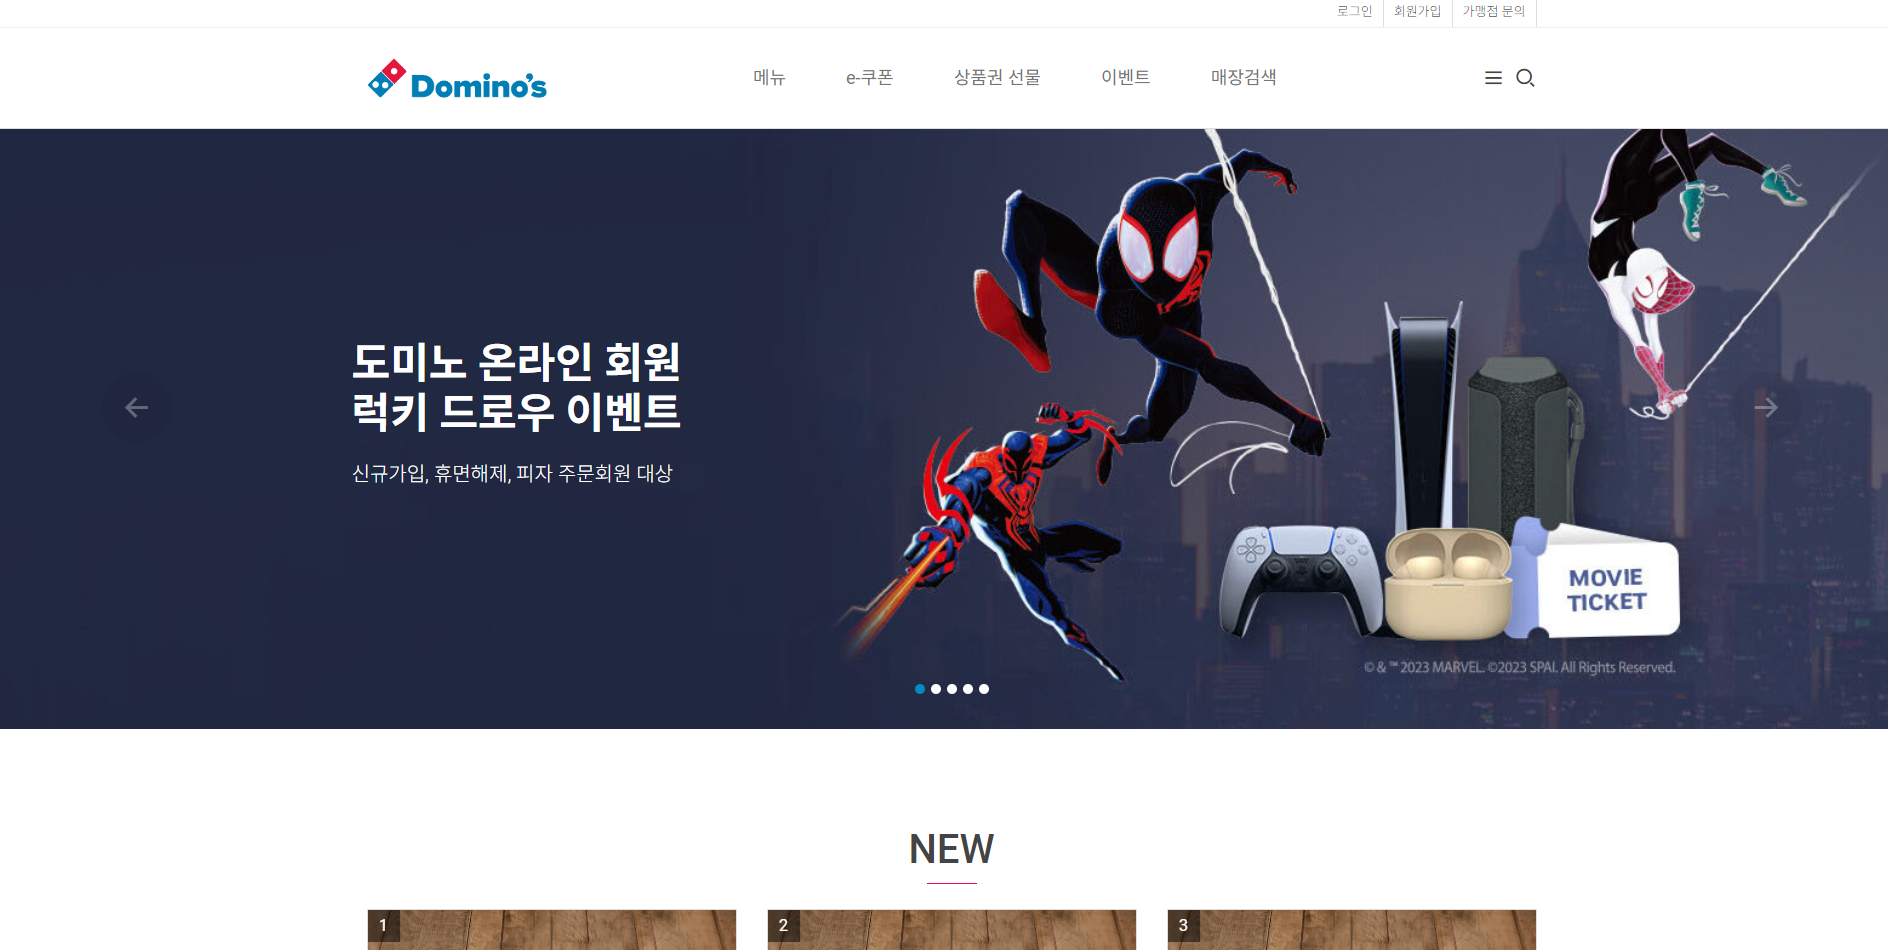 로그인
회원가입
가맹점 문의
Domino's
메뉴
e-쿠폰
상품권 선물
이벤트
매장검색
도미노 온라인 회원
럭키 드로우 이벤트
신규가입, 휴면해제, 피자 주문회원 대상
MOVIE
TICKET
© & ™ 2023 MARVEL. ©2023 SPAI. All Rights Reserved.
NEW
1
2
3